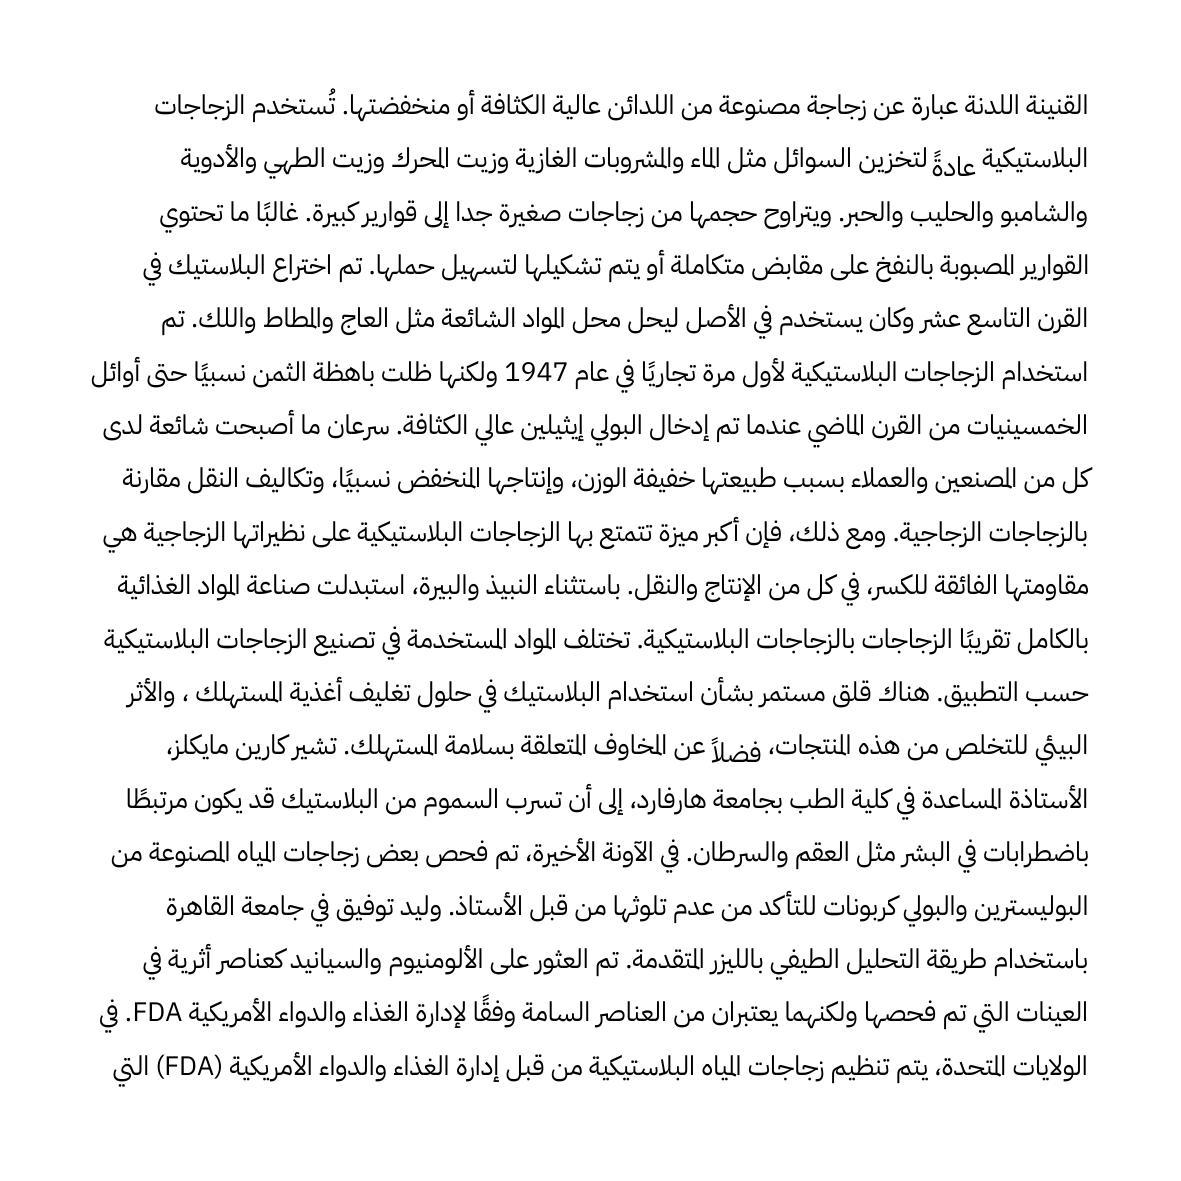 القنينة اللدنة عبارة عن زجاجة مصنوعة من اللدائن عالية الكثافة أو منخفضتها. تُستخدم الزجاجات
البلاستيكية عادةً لتخزين السوائل مثل الماء والمشروبات الغازية وزيت المحرك وزيت الطهي والأدوية
والشامبو والحليب والحبر. ويتراوح حجمها من زجاجات صغيرة جدا إلى قوارير كبيرة. غالبًا ما تحتوي
القوارير المصبوبة بالنفخ على مقابض متكاملة أو يتم تشكيلها لتسهيل حملها. تم اختراع البلاستيك في
القرن التاسع عشر وكان يستخدم في الأصل ليحل محل المواد الشائعة مثل العاج والمطاط واللك. تم
استخدام الزجاجات البلاستيكية لأول مرة تجاريًا في عام 1947 ولكنها ظلت باهظة الثمن نسبيًا حتى أوائل
الخمسينيات من القرن الماضي عندما تم إدخال البولي إيثيلين عالي الكثافة. سرعان ما أصبحت شائعة لدى
كل من المصنعين والعملاء بسبب طبيعتها خفيفة الوزن، وإنتاجها المنخفض نسبيًا، وتكاليف النقل مقارنة
بالزجاجات الزجاجية. ومع ذلك، فإن أكبر ميزة تتمتع بها الزجاجات البلاستيكية على نظيراتها الزجاجية هي
مقاومتها الفائقة للكسر، في كل من الإنتاج والنقل. باستثناء النبيذ والبيرة، استبدلت صناعة المواد الغذائية
بالكامل تقريبًا الزجاجات بالزجاجات البلاستيكية. تختلف المواد المستخدمة في تصنيع الزجاجات البلاستيكية
حسب التطبيق. هناك قلق مستمر بشأن استخدام البلاستيك في حلول تغليف أغذية المستهلك ، والأثر
البيئي للتخلص من هذه المنتجات، فضلاً عن المخاوف المتعلقة بسلامة المستهلك. تشير كارين مايكلز،
الأستاذة المساعدة في كلية الطب بجامعة هارفارد، إلى أن تسرب السموم من البلاستيك قد يكون مرتبطًا
باضطرابات في البشر مثل العقم والسرطان. في الآونة الأخيرة، تم فحص بعض زجاجات المياه المصنوعة من
البوليسترين والبولي كربونات للتأكد من عدم تلوثها من قبل الأستاذ. وليد توفيق في جامعة القاهرة
باستخدام طريقة التحليل الطيفي بالليزر المتقدمة. تم العثور على الألومنيوم والسيانيد كعناصر أثرية في
العينات التي تم فحصها ولكنهما يعتبران من العناصر السامة وفقًا لإدارة الغذاء والدواء الأمريكية FDA. في
الولايات المتحدة، يتم تنظيم زجاجات المياه البلاستيكية من قبل إدارة الغذاء والدواء الأمريكية (FDA) التي